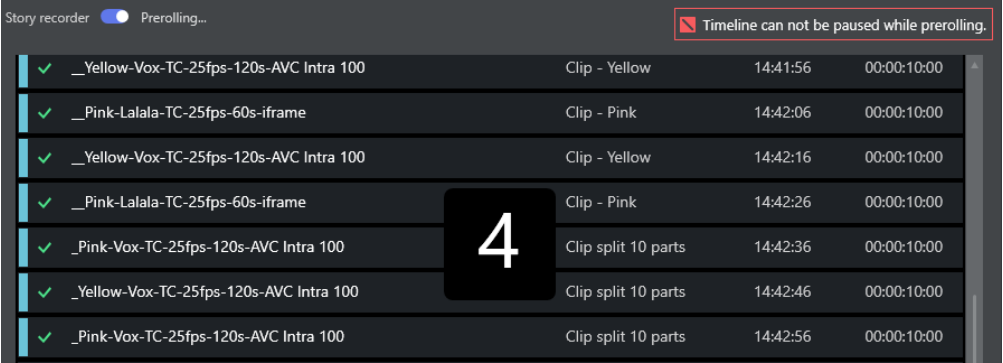 Story recorder Prerolling...
Timeline can not be paused while prerolling.
__Yellow-Vox-TC-25fps-120s-AVC Intra 100 Clip - Yellow 14:41:56 00:00:10:00
__Pink-Lalala-TC-25fps-60s-iframe Clip - Pink 14:42:06 00:00:10:00
__Yellow-Vox-TC-25fps-120s-AVC Intra 100 Clip - Yellow 14:42:16 00:00:10:00
__Pink-Lalala-TC-25fps-60s-iframe Clip - Pink 14:42:26 00:00:10:00
_Pink-Vox-TC-25fps-120s-AVC Intra 100 Clip split 10 parts 14:42:36 00:00:10:00
4
_Yellow-Vox-TC-25fps-120s-AVC Intra 100 Clip split 10 parts 14:42:46 00:00:10:00
_Pink-Vox-TC-25fps-120s-AVC Intra 100 Clip split 10 parts 14:42:56 00:00:10:00